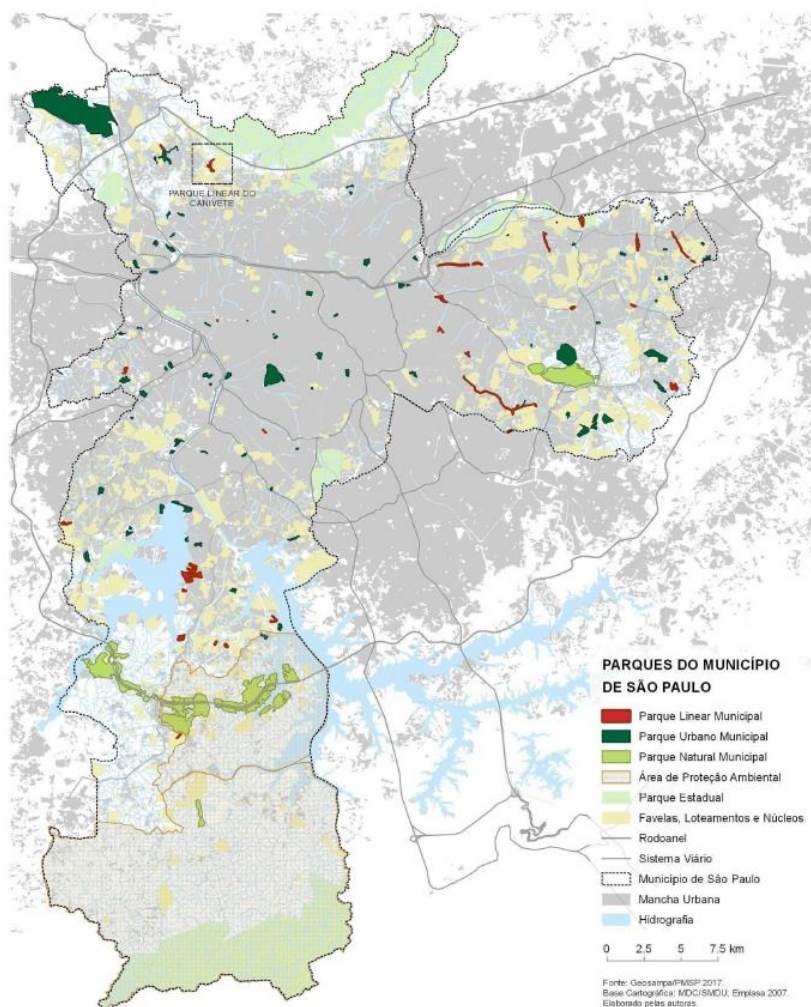 PARQUE LINEAR DO
CANIVETE
PARQUES DO MUNICÍPIO
DE SÃO PAULO
Parque Linear Municipal
Parque Urbano Municipal
Parque Natural Municipal
Área de Proteção Ambiental
Parque Estadual
Favelas, Loteamentos e Núcleos
Rodoanel
Sistema Viário
Município de São Paulo
Mancha Urbana
Hidrografia
0 2.5 5 7.5 km
Fonte: Geosampa/PMSP 2017.
Base Cartográfica: MDC/SMDU; Emplasa 2007.
Elaborado pelas autoras.